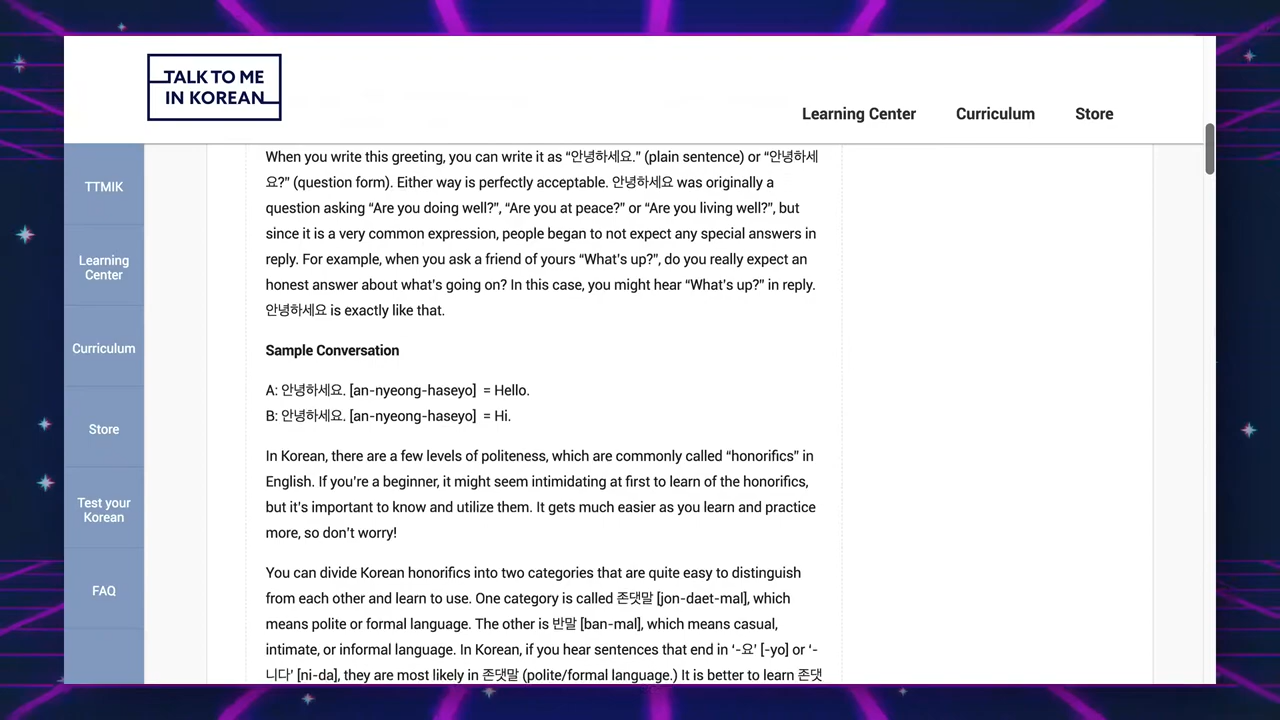 TALK TO ME
IN KOREAN
Learning Center
Curriculum
Store
TTMIK
Learning
Center
Curriculum
Store
Test your
Korean
FAQ
When you write this greeting, you can write it as “안녕하세요.” (plain sentence) or “안녕하세
요?” (question form). Either way is perfectly acceptable. 안녕하세요 was originally a
question asking “Are you doing well?”, “Are you at peace?” or “Are you living well?”, but
since it is a very common expression, people began to not expect any special answers in
reply. For example, when you ask a friend of yours “What’s up?”, do you really expect an
honest answer about what’s going on? In this case, you might hear “What’s up?” in reply.
안녕하세요 is exactly like that.
Sample Conversation
A: 안녕하세요. [an-nyeong-haseyo]  = Hello.
B: 안녕하세요. [an-nyeong-haseyo]  = Hi.
In Korean, there are a few levels of politeness, which are commonly called “honorifics” in
English. If you’re a beginner, it might seem intimidating at first to learn of the honorifics,
but it’s important to know and utilize them. It gets much easier as you learn and practice
more, so don’t worry!
You can divide Korean honorifics into two categories that are quite easy to distinguish
from each other and learn to use. One category is called 존댓말 [jon-daet-mal], which
means polite or formal language. The other is 반말 [ban-mal], which means casual,
intimate, or informal language. In Korean, if you hear sentences that end in ‘-요’ [-yo] or ‘-
니다’ [ni-da], they are most likely in 존댓말 (polite/formal language.) It is better to learn 존댓